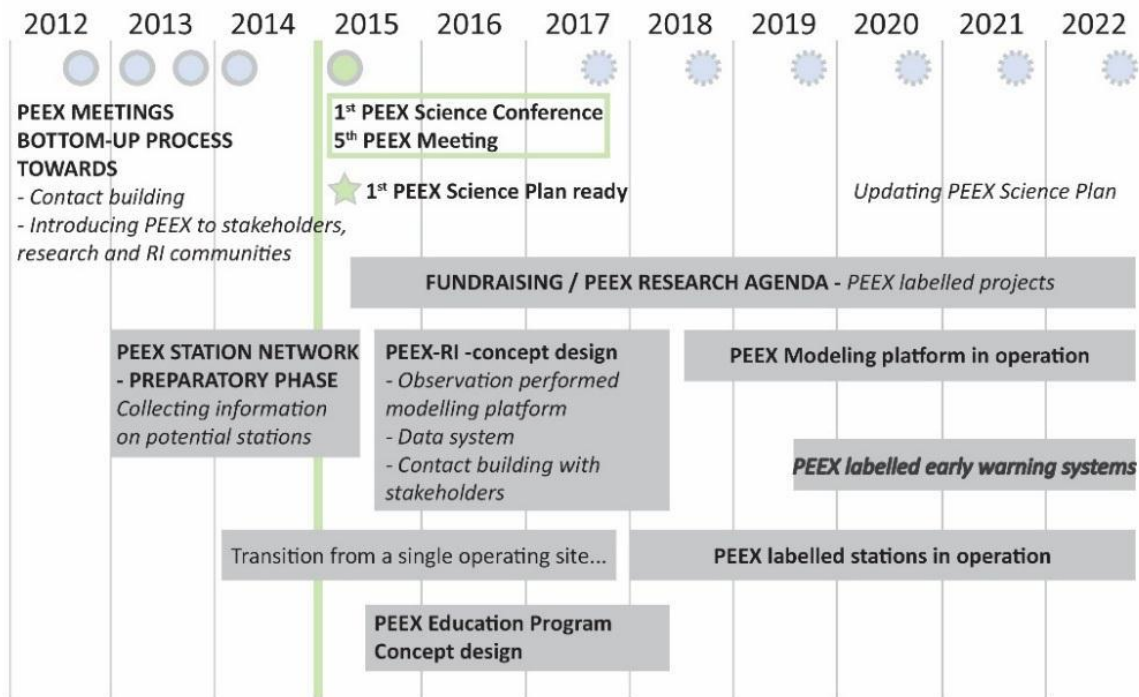 2012 2013 2014 2015 2016 2017 2018 2019 2020 2021 2022
PEEX MEETINGS
BOTTOM-UP PROCESS
TOWARDS
- Contact building
- Introducing PEEX to stakeholders,
research and RI communities
1st PEEX Science Conference
5th PEEX Meeting
1st PEEX Science Plan ready
Updating PEEX Science Plan
FUNDRAISING / PEEX RESEARCH AGENDA - PEEX labelled projects
PEEX STATION NETWORK
- PREPARATORY PHASE
Collecting information
on potential stations
PEEX-RI -concept design
- Observation performed
modelling platform
- Data system
- Contact building with
stakeholders
PEEX Modeling platform in operation
PEEX labelled early warning systems
Transition from a single operating site...
PEEX labelled stations in operation
PEEX Education Program
Concept design